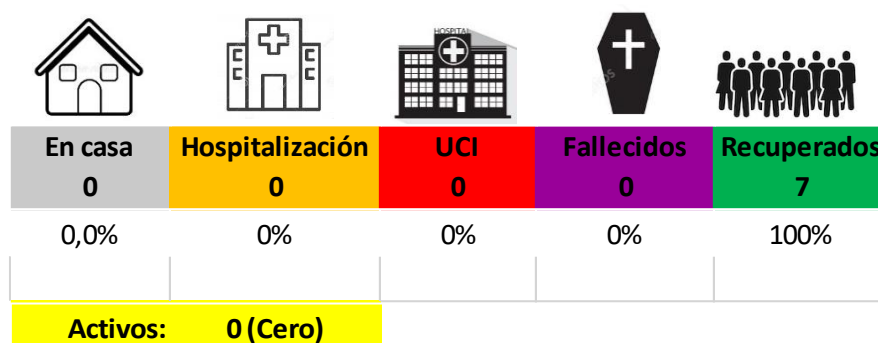 HOSPITAL
En casa Hospitalización UCI Fallecidos Recuperados
0 0 0 0 7
0,0% 0% 0% 0% 100%
Activos: 0 (Cero)